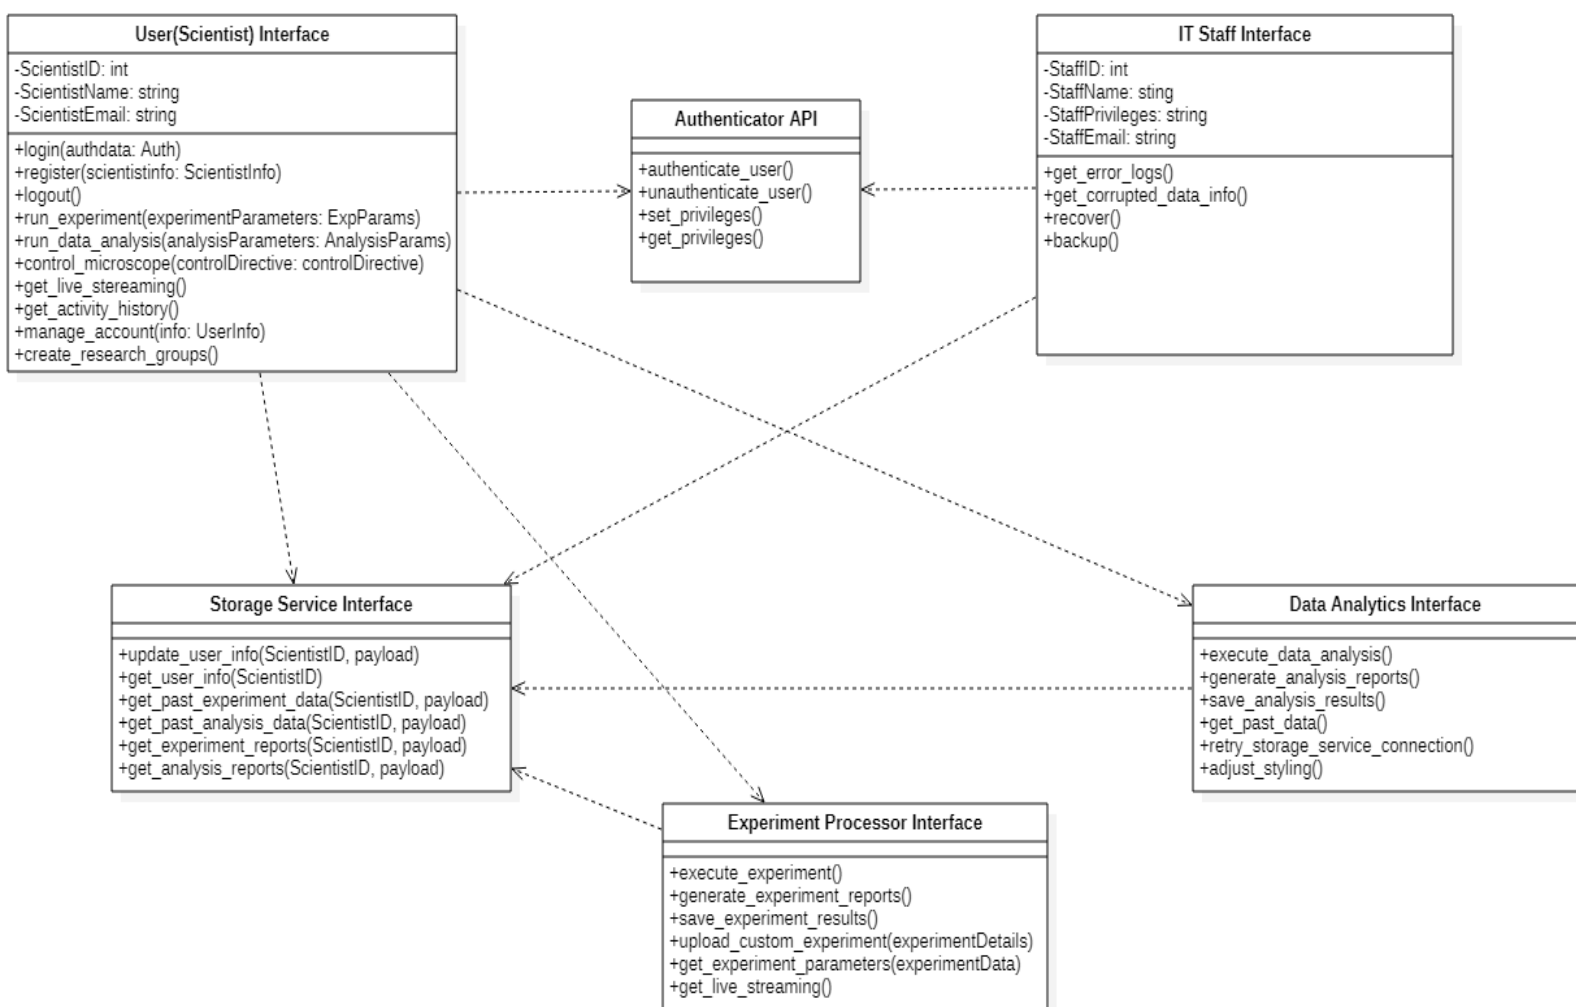 User(Scientist) Interface
-ScientistID: int
-ScientistName: string
-ScientistEmail: string
+login(authdata: Auth)
+register(scientistinfo: ScientistInfo)
+logout()
+run_experiment(experimentParameters: ExpParams)
+run_data_analysis(analysisParameters: AnalysisParams)
+control_microscope(controlDirective: controlDirective)
+get_live_stereaming()
+get_activity_history()
+manage_account(info: UserInfo)
+create_research_groups()
Authenticator API
+authenticate_user()
+unauthenticate_user()
+set_privileges()
+get_privileges()
IT Staff Interface
-StaffID: int
-StaffName: sting
-StaffPrivileges: string
-StaffEmail: string
+get_error_logs()
+get_corrupted_data_info()
+recover()
+backup()
Storage Service Interface
+update_user_info(ScientistID, payload)
+get_user_info(ScientistID)
+get_past_experiment_data(ScientistID, payload)
+get_past_analysis_data(ScientistID, payload)
+get_experiment_reports(ScientistID, payload)
+get_analysis_reports(ScientistID, payload)
Data Analytics Interface
+execute_data_analysis()
+generate_analysis_reports()
+save_analysis_results()
+get_past_data()
+retry_storage_service_connection()
+adjust_styling()
Experiment Processor Interface
+execute_experiment()
+generate_experiment_reports()
+save_experiment_results()
+upload_custom_experiment(experimentDetails)
+get_experiment_parameters(experimentData)
+get_live_streaming()